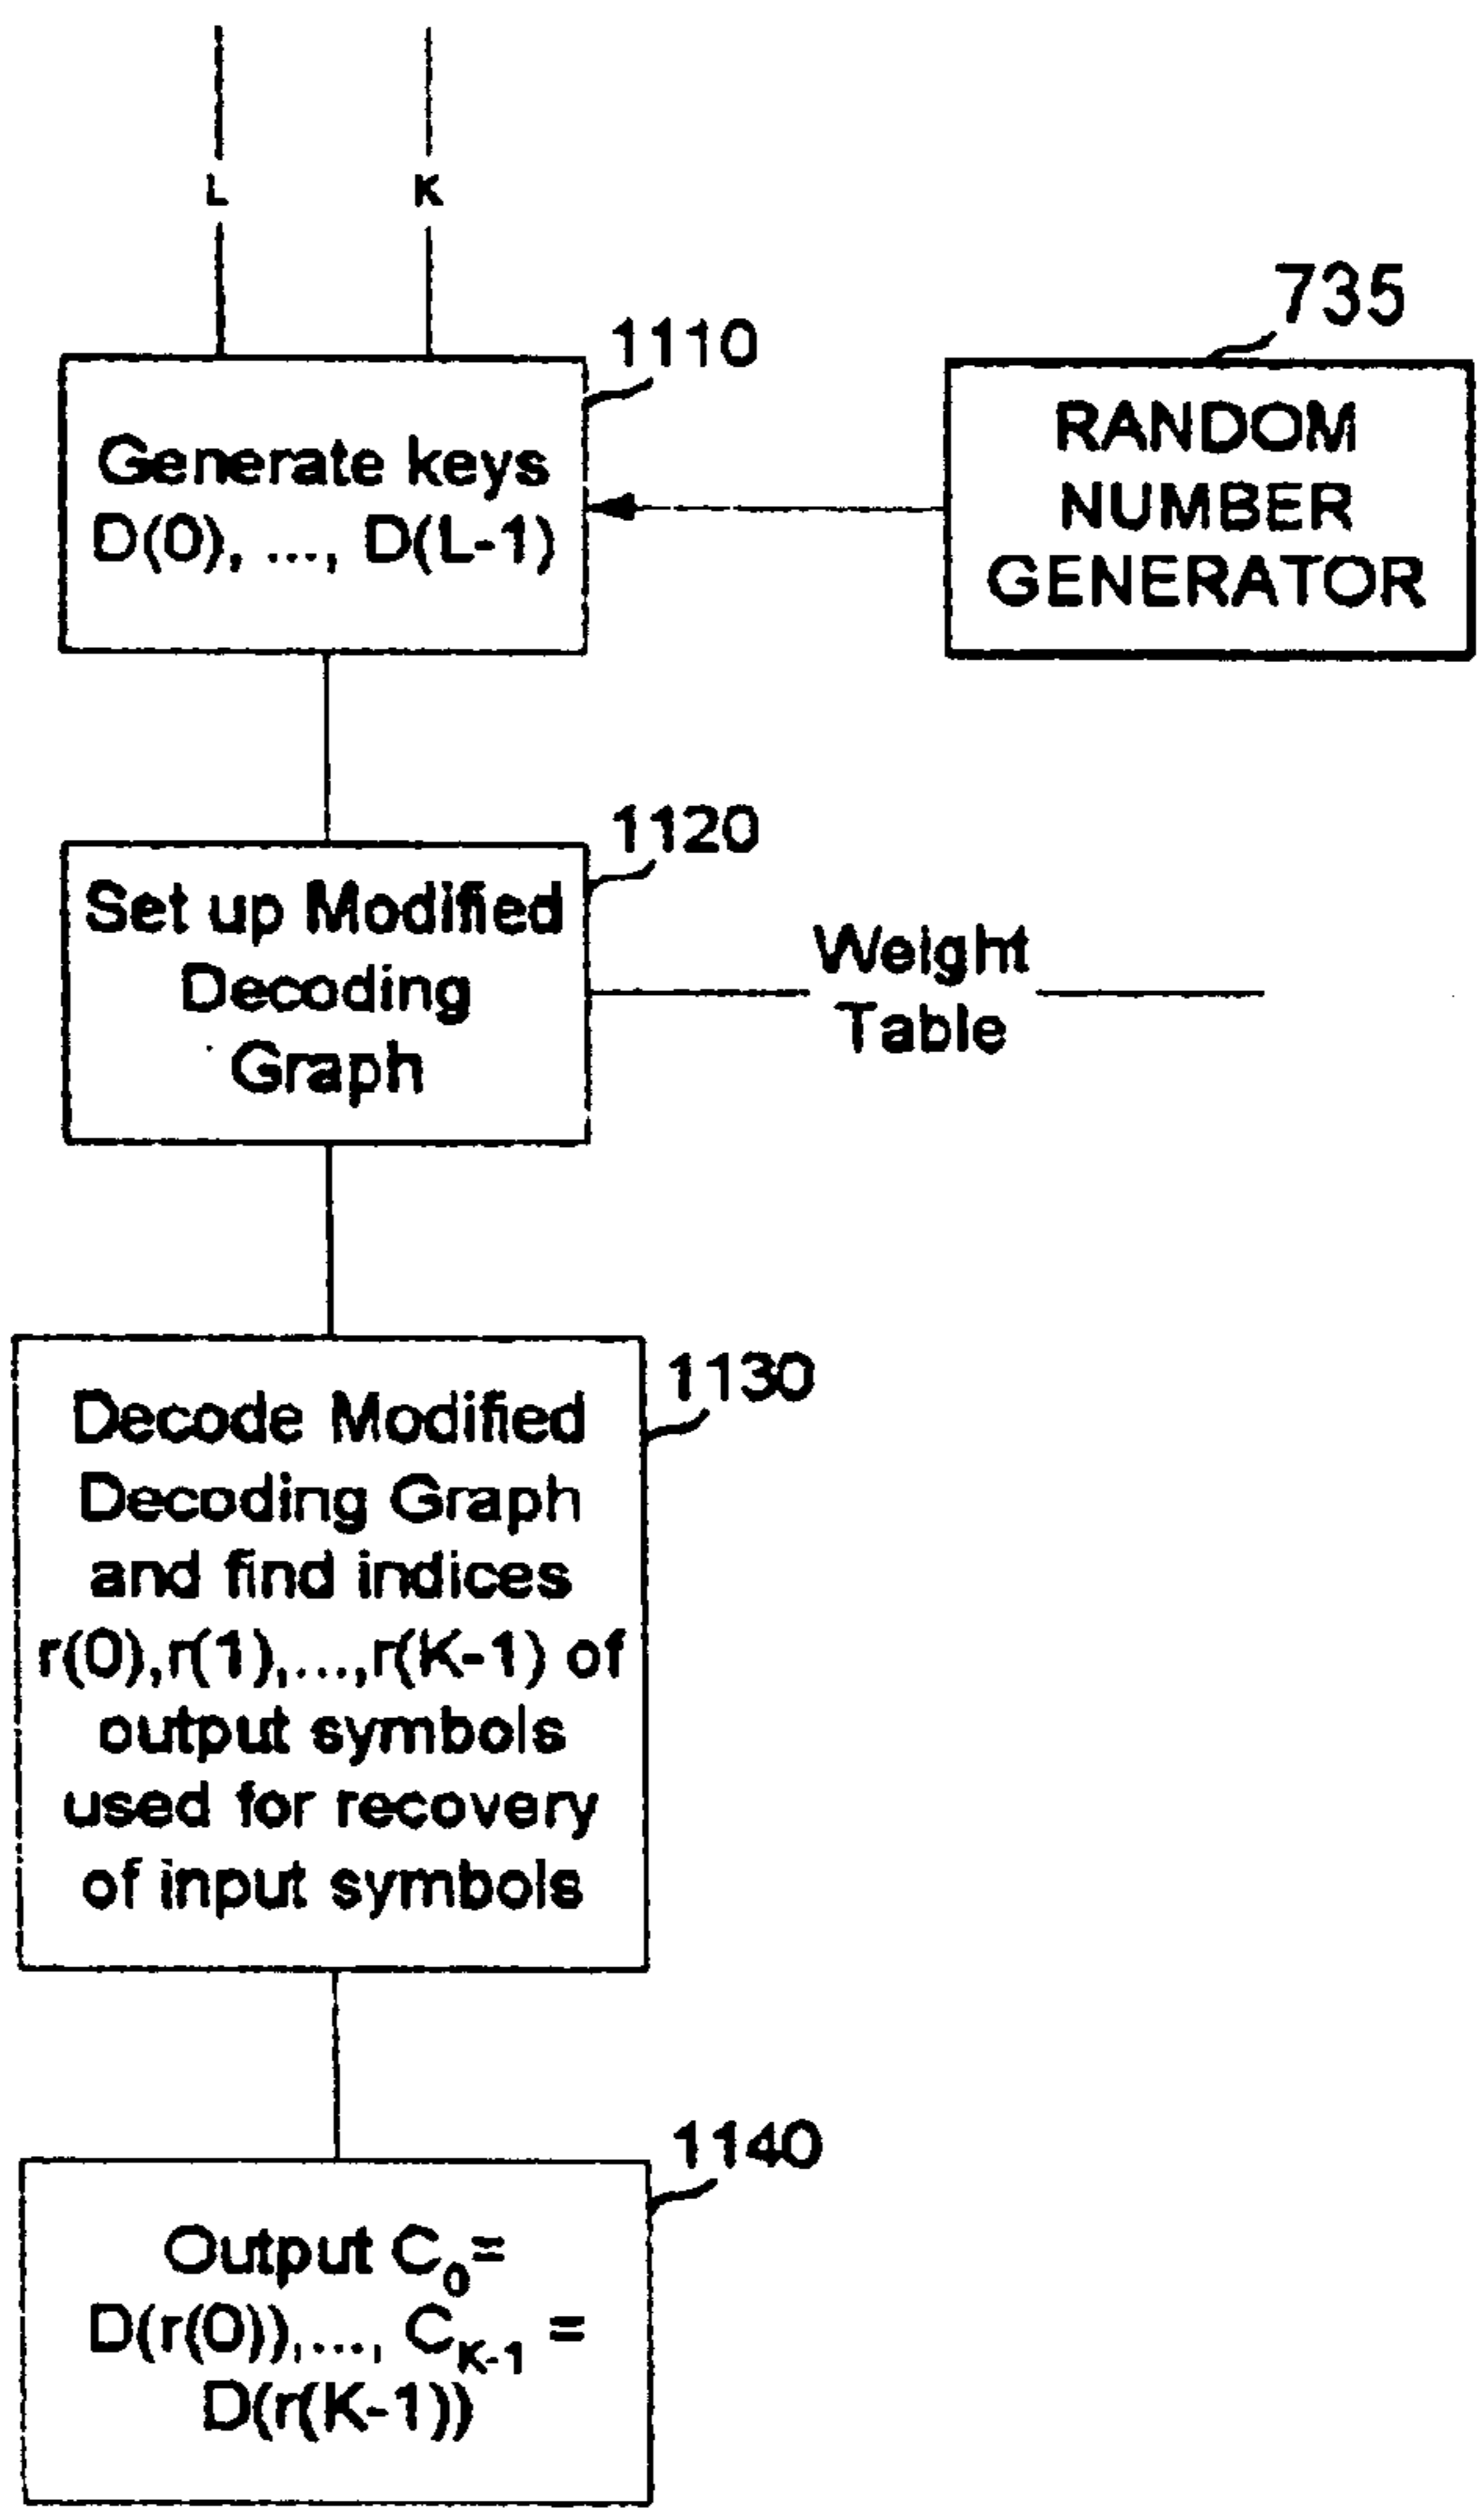 L K
1110
Generate keys
D(0), ..., D(L-1)
735
RANDOM
NUMBER
GENERATOR
1120
Set up Modified
Decoding
Graph
Weight
Table
1130
Decode Modified
Decoding Graph
and find indices
r(0),r(1),...,r(K-1) of
output symbols
used for recovery
of input symbols
1140
Output C₀=
D(r(0)),..., C_K-1 =
D(r(K-1))